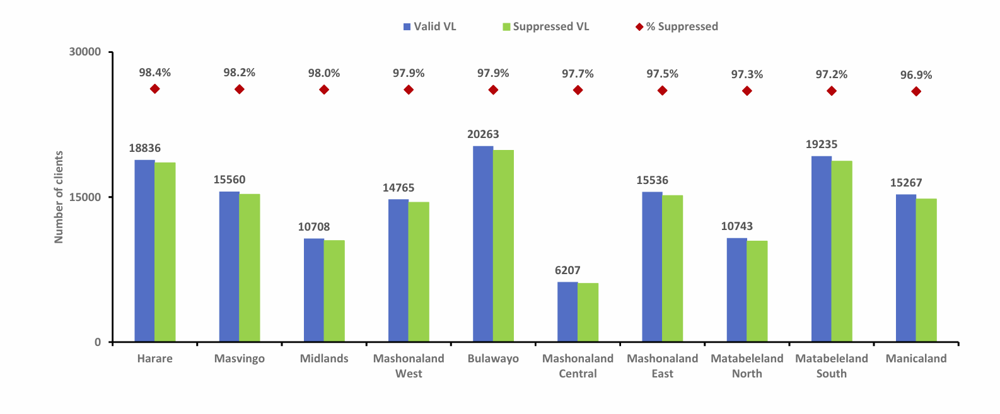 Valid VL Suppressed VL % Suppressed
30000
98.4% 98.2% 98.0% 97.9% 97.9% 97.7% 97.5% 97.3% 97.2% 96.9%
18836 15560 10708 14765 20263 6207 15536 10743 19235 15267
Number of clients
15000
0
Harare Masvingo Midlands Mashonaland Bulawayo Mashonaland Mashonaland Matabeleland Matabeleland Manicaland
West Central East North South